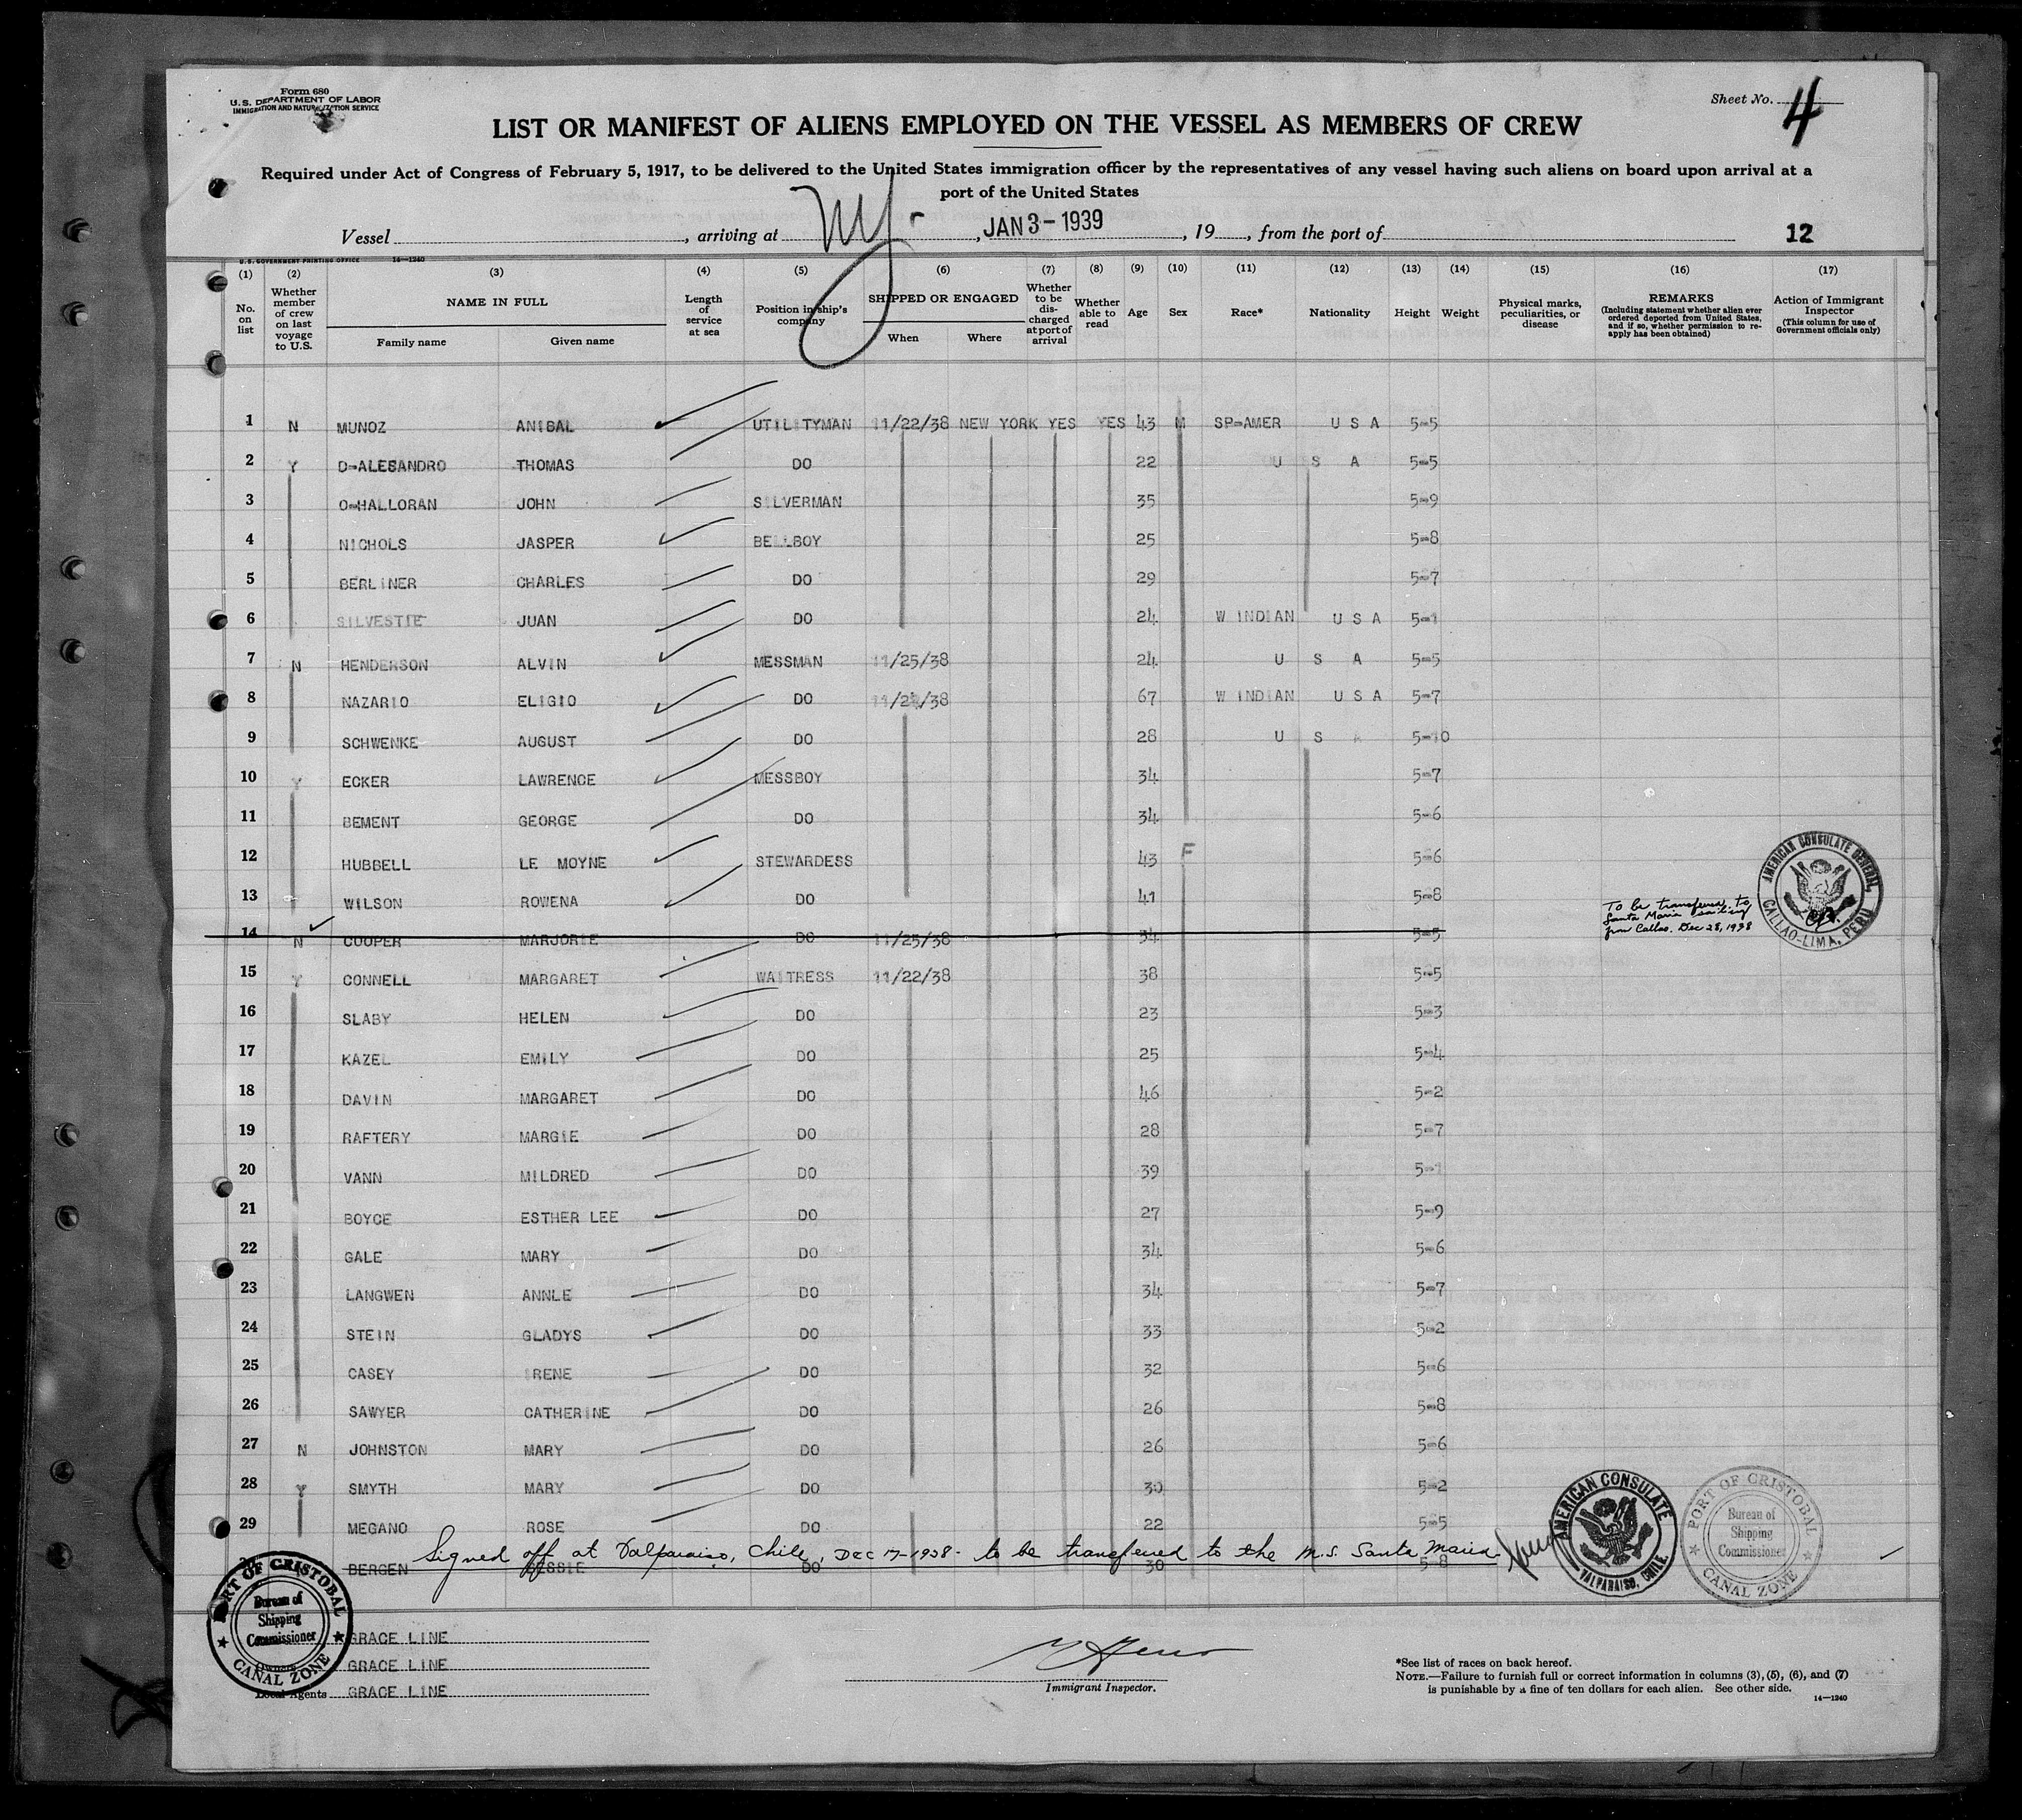 Form 680
U.S. DEPARTMENT OF LABOR
IMMIGRATION AND NATURALIZATION SERVICE
Sheet No. 4
LIST OR MANIFEST OF ALIENS EMPLOYED ON THE VESSEL AS MEMBERS OF CREW
Required under Act of Congress of February 5, 1917, to be delivered to the United States immigration officer by the representatives of any vessel having such aliens on board upon arrival at a
port of the United States
Vessel , arriving at NY. , JAN 3 - 1939 , 19 , from the port of 12
U.S. GOVERNMENT PRINTING OFFICE 14—1240
(1) (2) (3) (4) (5) (6) (7) (8) (9) (10) (11) (12) (13) (14) (15) (16) (17)
No. on list Whether member of crew on last voyage to U.S. NAME IN FULL Family name Given name Length of service at sea Position in ship's company SHIPPED OR ENGAGED When Where Whether to be discharged at port of arrival Whether able to read Age Sex Race* Nationality Height Weight Physical marks, peculiarities, or disease REMARKS (Including statement whether alien ever ordered deported from United States, and if so, whether permission to reapply has been obtained) Action of Immigrant Inspector (This column for use of Government officials only)
1 N MUNOZ ANIBAL UTILITYMAN 11/22/38 NEW YORK YES YES 43 M SP-AMER U S A 5-5
2 Y D-ALESANDRO THOMAS DO 22 U S A 5-5
3 O-HALLORAN JOHN SILVERMAN 35 5-9
4 NICHOLS JASPER BELLBOY 25 5-8
5 BERLINER CHARLES DO 29 5-7
6 SILVESTIE JUAN DO 24 W INDIAN U S A 5-1
7 N HENDERSON ALVIN MESSMAN 11/25/38 24 U S A 5-5
8 NAZARIO ELIGIO DO 67 W INDIAN U S A 5-7
9 SCHWENKE AUGUST DO 28 U S A 5-10
10 Y ECKER LAWRENCE MESSBOY 34 5-7
11 BEMENT GEORGE DO 34 5-6
12 HUBBELL LE MOYNE STEWARDESS 43 F 5-6
13 WILSON ROWENA DO 41 5-8
To be transferred to
Santa Maria sailing
from Callao. Dec 28, 1938
AMERICAN CONSULATE GENERAL, CALLAO-LIMA, PERU
14 N COOPER MARJORIE DO 11/25/38 34 5-5
15 Y CONNELL MARGARET WAITRESS 11/22/38 38 5-5
16 SLABY HELEN DO 23 5-3
17 KAZEL EMILY DO 25 5-4
18 DAVIN MARGARET DO 46 5-2
19 RAFTERY MARGIE DO 28 5-7
20 VANN MILDRED DO 39 5-1
21 BOYCE ESTHER LEE DO 27 5-9
22 GALE MARY DO 34 5-6
23 LANGWEN ANNLE DO 34 5-7
24 STEIN GLADYS DO 33 5-2
25 CASEY IRENE DO 32 5-6
26 SAWYER CATHERINE DO 26 5-8
27 N JOHNSTON MARY DO 26 5-6
28 Y SMYTH MARY DO 30 5-2
29 MEGANO ROSE DO 22 5-5
Signed off at Valparaiso, Chile, DEC 17-1938- to be transferred to the M.S. Santa Maria.
BERGEN DO 30 5-8
AMERICAN CONSULATE VALPARAISO, CHILE.
PORT OF CRISTOBAL Bureau of Shipping Commissioner CANAL ZONE
PORT OF CRISTOBAL Bureau of Shipping Commissioner CANAL ZONE
GRACE LINE
Owners GRACE LINE
Local Agents GRACE LINE
Immigrant Inspector.
*See list of races on back hereof.
NOTE.—Failure to furnish full or correct information in columns (3), (5), (6), and (7)
is punishable by a fine of ten dollars for each alien. See other side.
14—1240